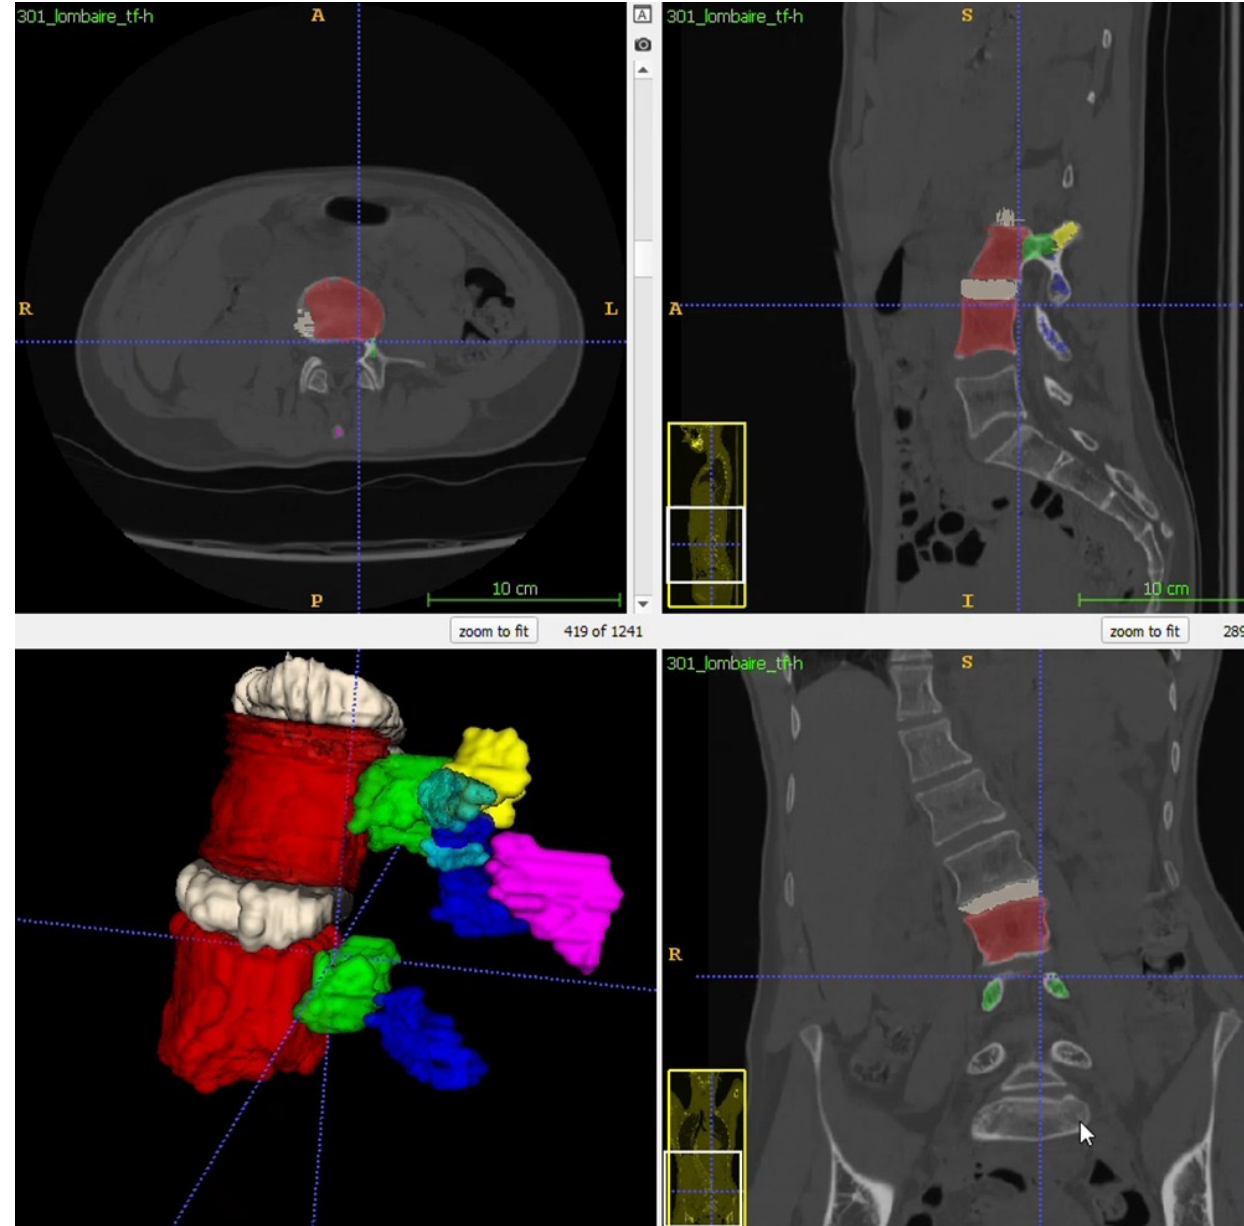 301_lombaire_tf-h
A
A
R
L
10 cm
P
zoom to fit
419 of 1241
301_lombaire_tf-h
S
A
10 cm
I
zoom to fit
289
301_lombaire_tf-h
S
R